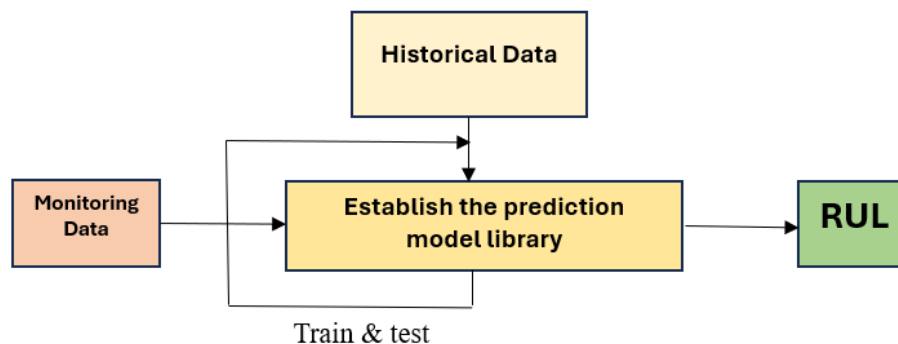 Historical Data
Monitoring
Data
Establish the prediction
model library
RUL
Train & test